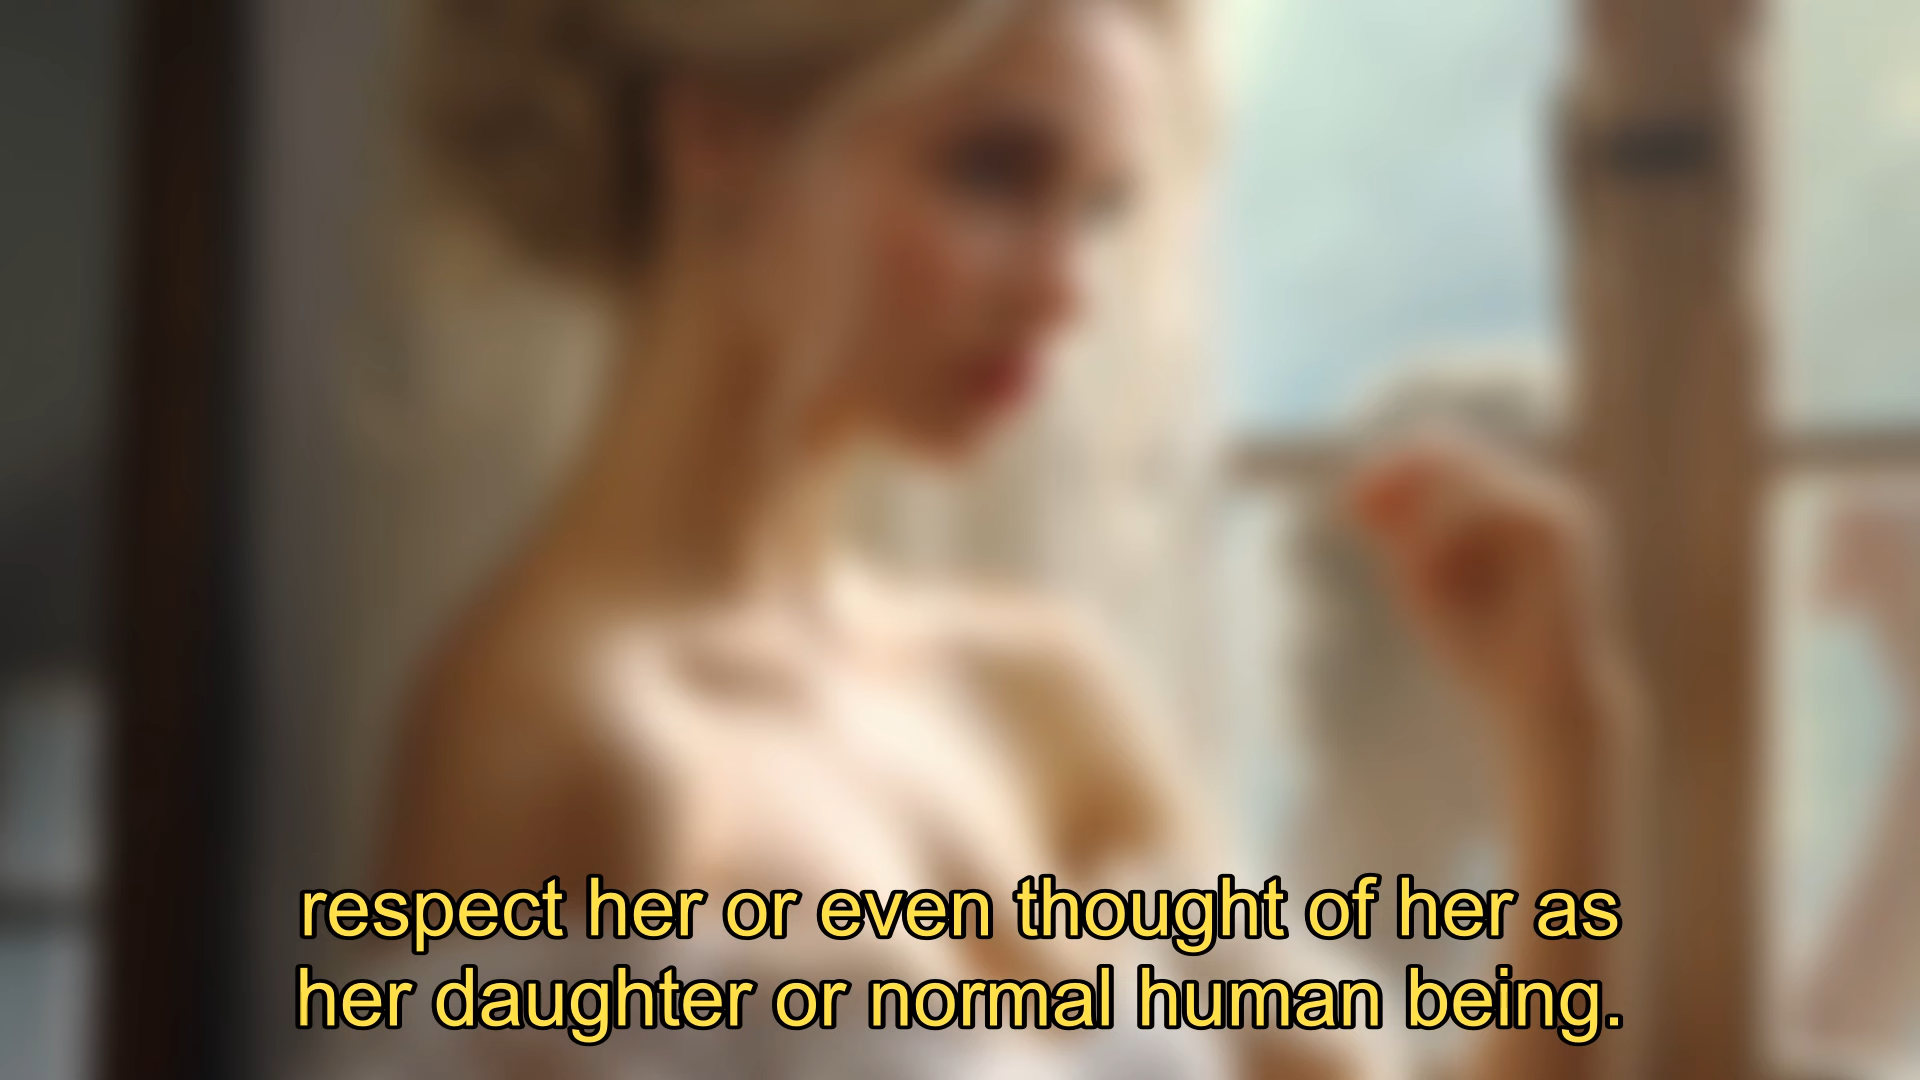 respect her or even thought of her as
her daughter or normal human being.